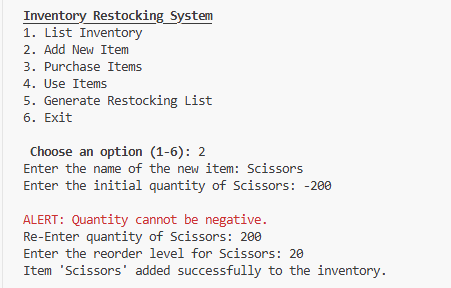 Inventory Restocking System
1. List Inventory
2. Add New Item
3. Purchase Items
4. Use Items
5. Generate Restocking List
6. Exit
Choose an option (1-6): 2
Enter the name of the new item: Scissors
Enter the initial quantity of Scissors: -200
ALERT: Quantity cannot be negative.
Re-Enter quantity of Scissors: 200
Enter the reorder level for Scissors: 20
Item 'Scissors' added successfully to the inventory.